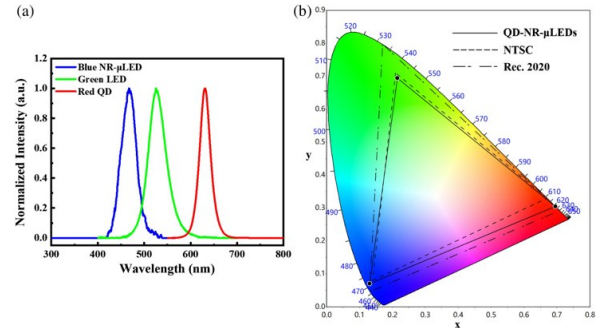 (a)
(b)
Blue NR-μLED
Green LED
Red QD
Normalized Intensity (a.u.)
1.2
1.0
0.8
0.6
0.4
0.2
0.0
300 400 500 600 700 800
Wavelength (nm)
QD-NR-μLEDs
NTSC
Rec. 2020
y
0.9
0.8
0.7
0.6
0.5
0.4
0.3
0.2
0.1
0.0
0.0 0.1 0.2 0.3 0.4 0.5 0.6 0.7 0.8
x
520
530
540
550
560
570
580
590
600
610
620
510
500
490
480
470
460